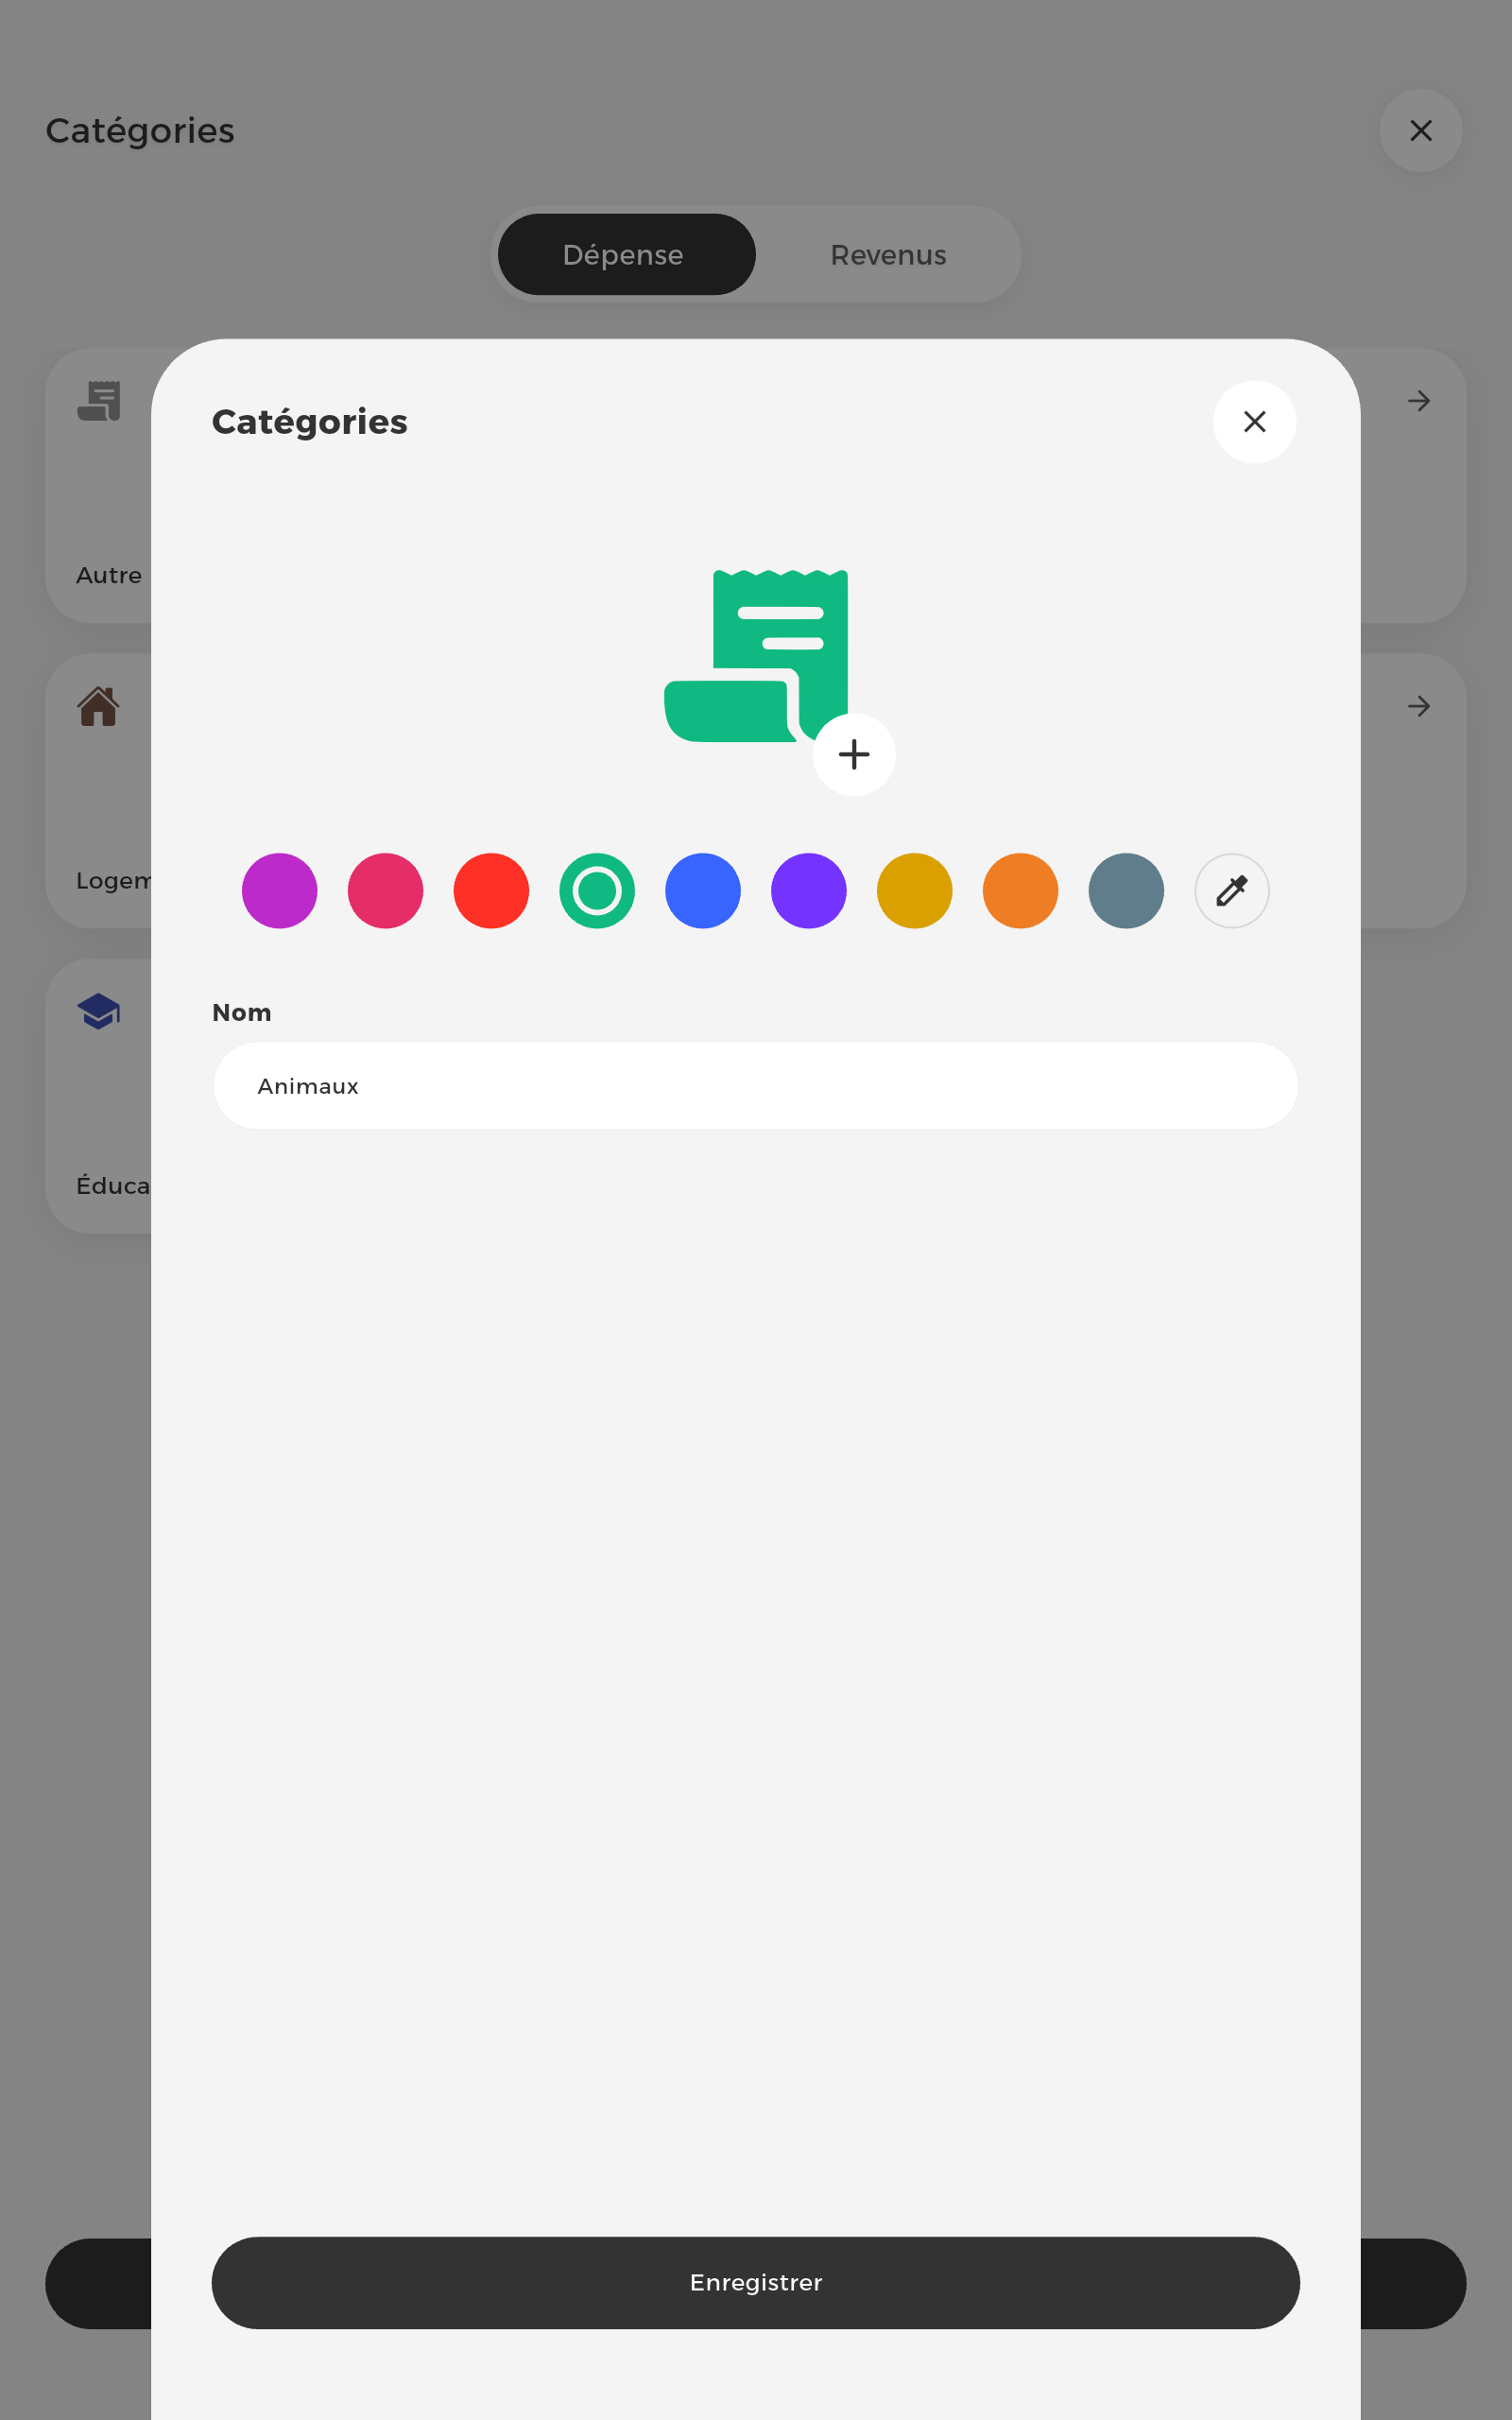 Catégories
Dépense
Revenus
Catégories
Autre
Logem
Nom
Animaux
Éduca
Enregistrer